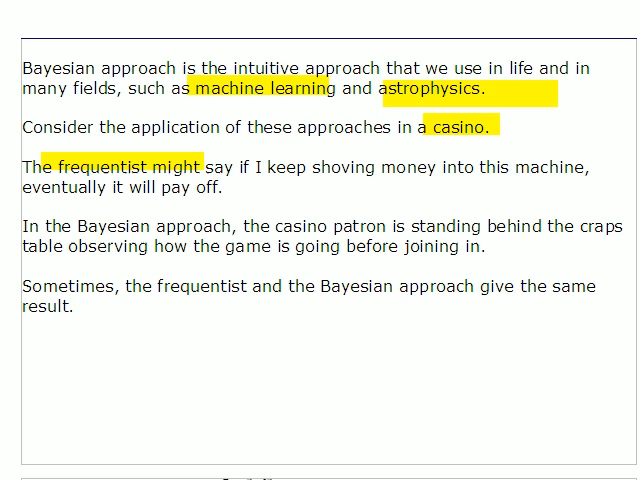 Bayesian approach is the intuitive approach that we use in life and in
many fields, such as machine learning and astrophysics.
Consider the application of these approaches in a casino.
The frequentist might say if I keep shoving money into this machine,
eventually it will pay off.
In the Bayesian approach, the casino patron is standing behind the craps
table observing how the game is going before joining in.
Sometimes, the frequentist and the Bayesian approach give the same
result.